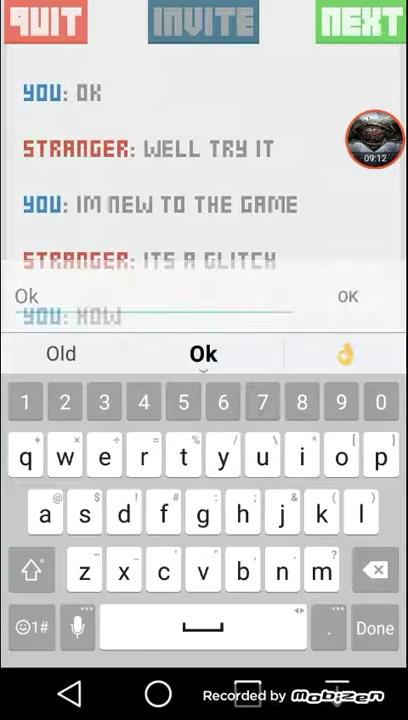 QUIT INVITE NEXT
YOU: OK
STRANGER: WELL TRY IT
09:12
YOU: IM NEW TO THE GAME
STRANGER: ITS A GLITCH
Ok OK
YOU: HOW
Old Ok 👌
1 2 3 4 5 6 7 8 9 0
+ × ÷ = % / _ * [ ]
q w e r t y u i o p
@ $ ! # : ; & ( )
a s d f g h j k l
- ' " ?
z x c v b n m
☺1# . Done
Recorded by mobizen